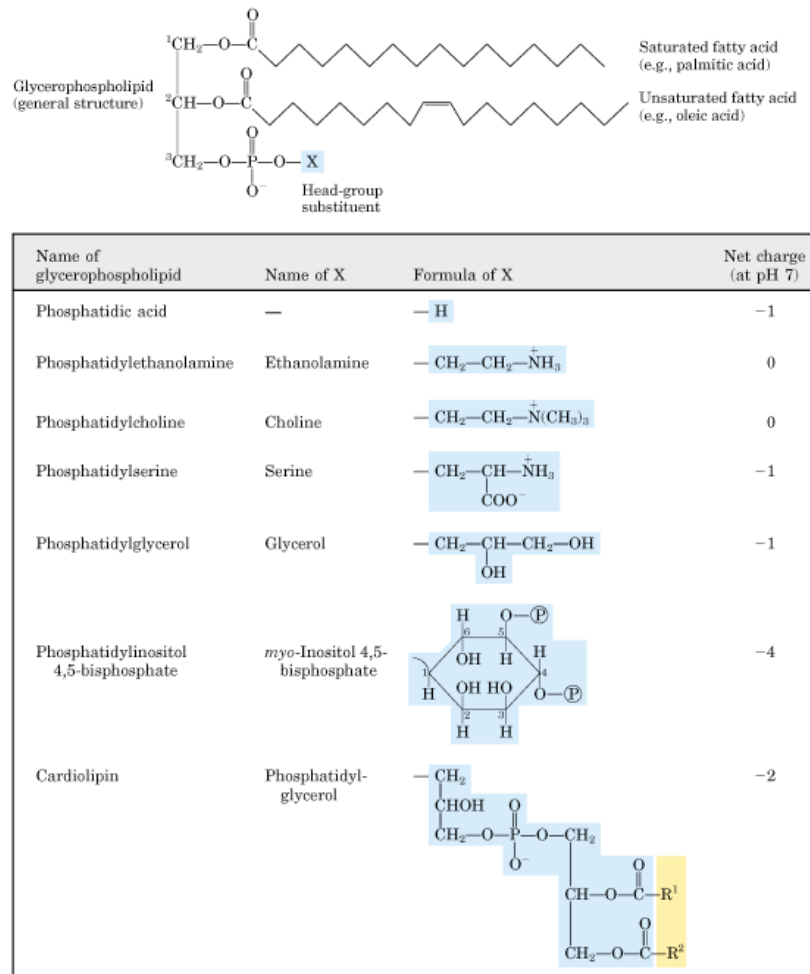 O
¹CH₂—O—C
Saturated fatty acid
(e.g., palmitic acid)
Glycerophospholipid
(general structure)
O
²CH—O—C
Unsaturated fatty acid
(e.g., oleic acid)
O
³CH₂—O—P—O—X
O⁻
Head-group
substituent
Name of
glycerophospholipid
Name of X
Formula of X
Net charge
(at pH 7)
Phosphatidic acid
—
— H
−1
Phosphatidylethanolamine
Ethanolamine
— CH₂—CH₂—N⁺H₃
0
Phosphatidylcholine
Choline
— CH₂—CH₂—N⁺(CH₃)₃
0
Phosphatidylserine
Serine
— CH₂—CH—N⁺H₃
COO⁻
−1
Phosphatidylglycerol
Glycerol
— CH₂—CH—CH₂—OH
OH
−1
Phosphatidylinositol
4,5-bisphosphate
myo-Inositol 4,5-
bisphosphate
H O—Ⓟ
6 5
OH H H
1 4
H OH HO O—Ⓟ
2 3
H H
−4
Cardiolipin
Phosphatidyl-
glycerol
— CH₂
CHOH O
CH₂—O—P—O—CH₂
O⁻ O
CH—O—C—R¹
O
CH₂—O—C—R²
−2